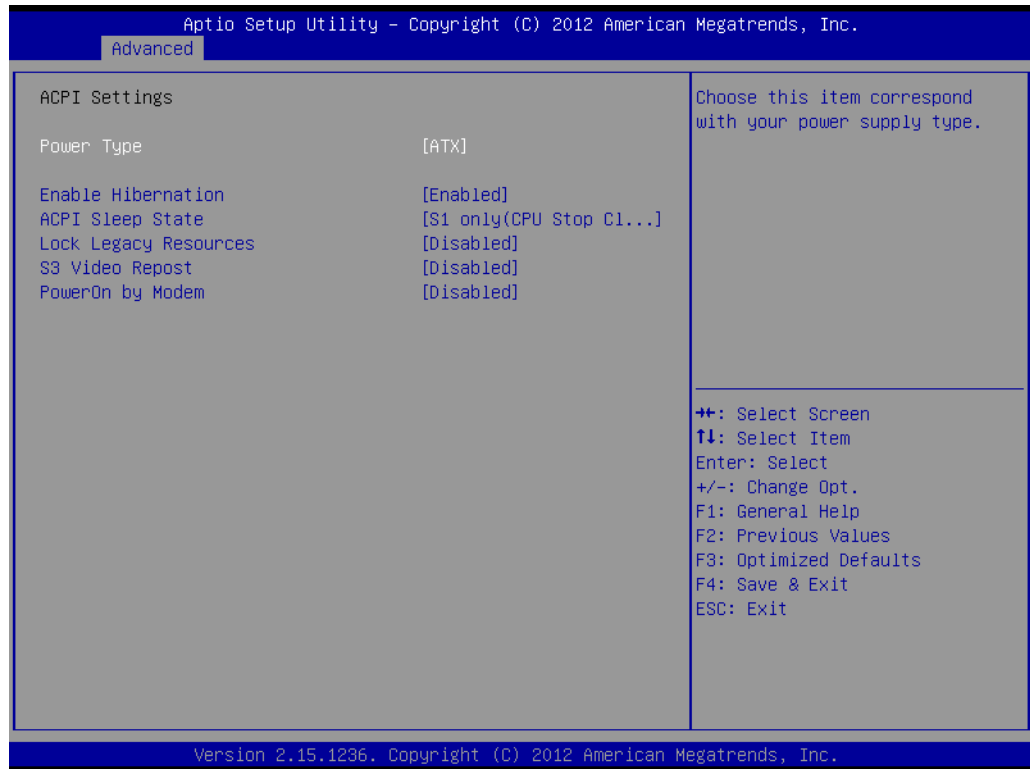 Aptio Setup Utility – Copyright (C) 2012 American Megatrends, Inc.
Advanced
ACPI Settings
Power Type [ATX]
Enable Hibernation [Enabled]
ACPI Sleep State [S1 only(CPU Stop Cl...]
Lock Legacy Resources [Disabled]
S3 Video Repost [Disabled]
PowerOn by Modem [Disabled]
Choose this item correspond
with your power supply type.
→←: Select Screen
↑↓: Select Item
Enter: Select
+/-: Change Opt.
F1: General Help
F2: Previous Values
F3: Optimized Defaults
F4: Save & Exit
ESC: Exit
Version 2.15.1236. Copyright (C) 2012 American Megatrends, Inc.